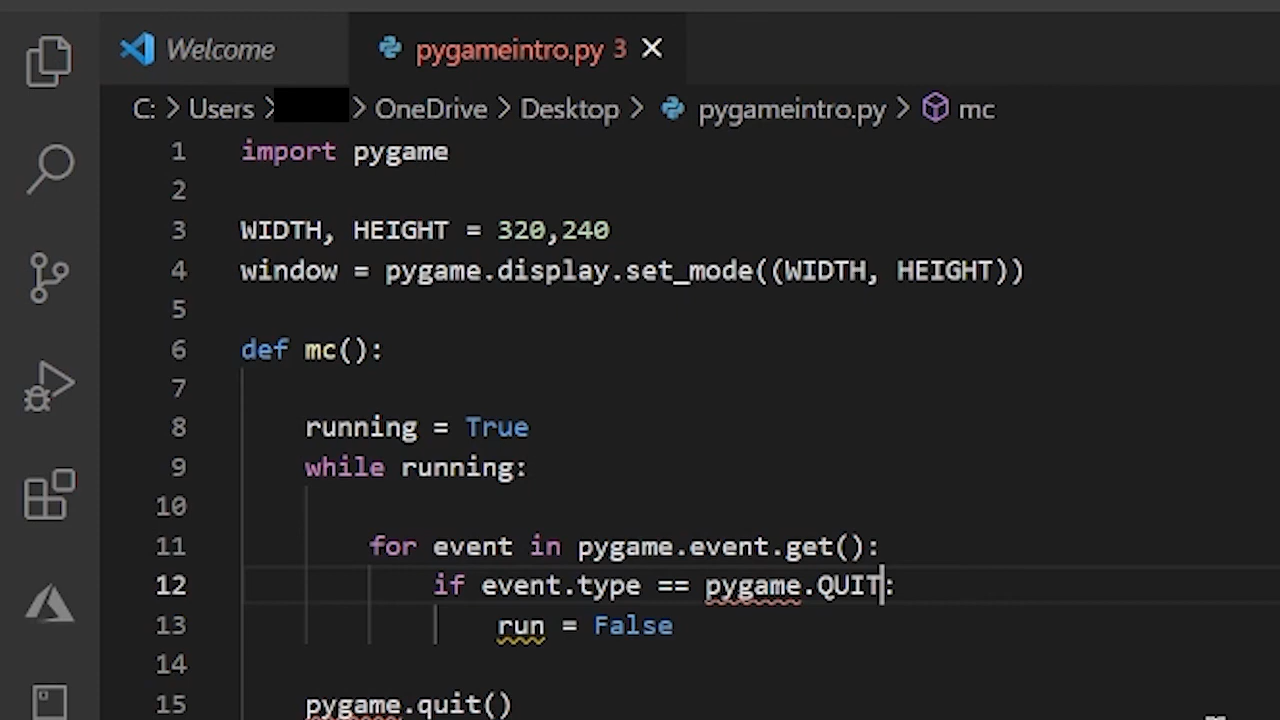 Welcome pygameintro.py 3
C: > Users > > OneDrive > Desktop > pygameintro.py > mc
1 import pygame
2
3 WIDTH, HEIGHT = 320,240
4 window = pygame.display.set_mode((WIDTH, HEIGHT))
5
6 def mc():
7
8 running = True
9 while running:
10
11 for event in pygame.event.get():
12 if event.type == pygame.QUIT:
13 run = False
14
15 pygame.quit()